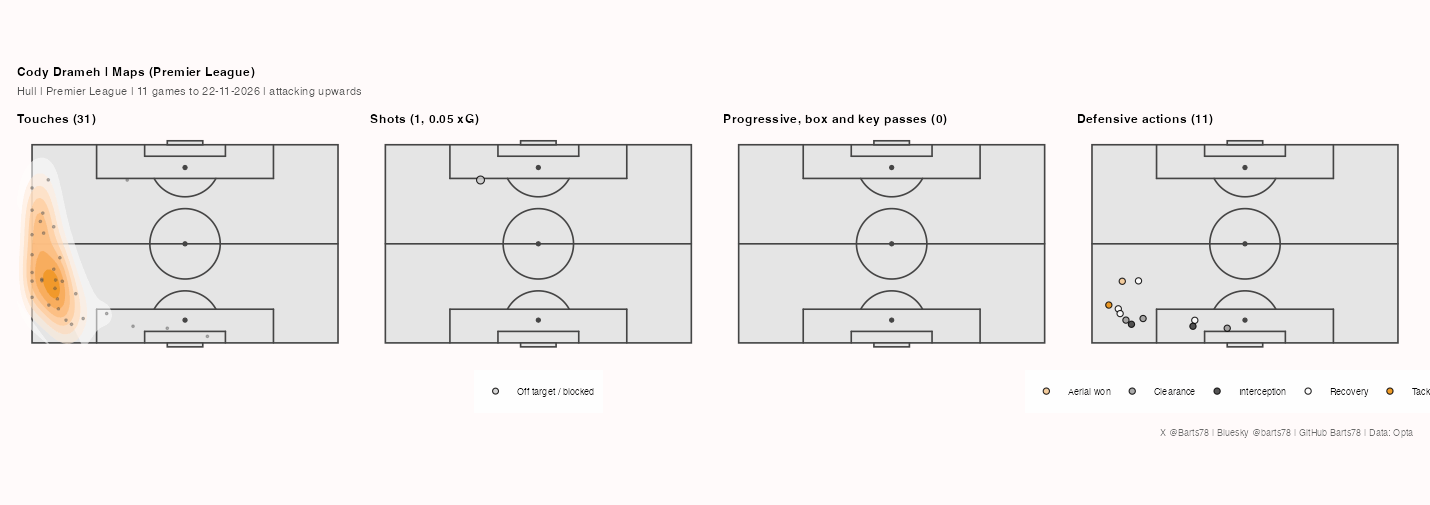 Cody Drameh | Maps (Premier League)
Hull | Premier League | 11 games to 22-11-2026 | attacking upwards
Touches (31)
Shots (1, 0.05 xG)
Progressive, box and key passes (0)
Defensive actions (11)
Off target / blocked
Aerial won Clearance Interception Recovery Tack
X @Barts78 | Bluesky @barts78 | GitHub Barts78 | Data: Opta